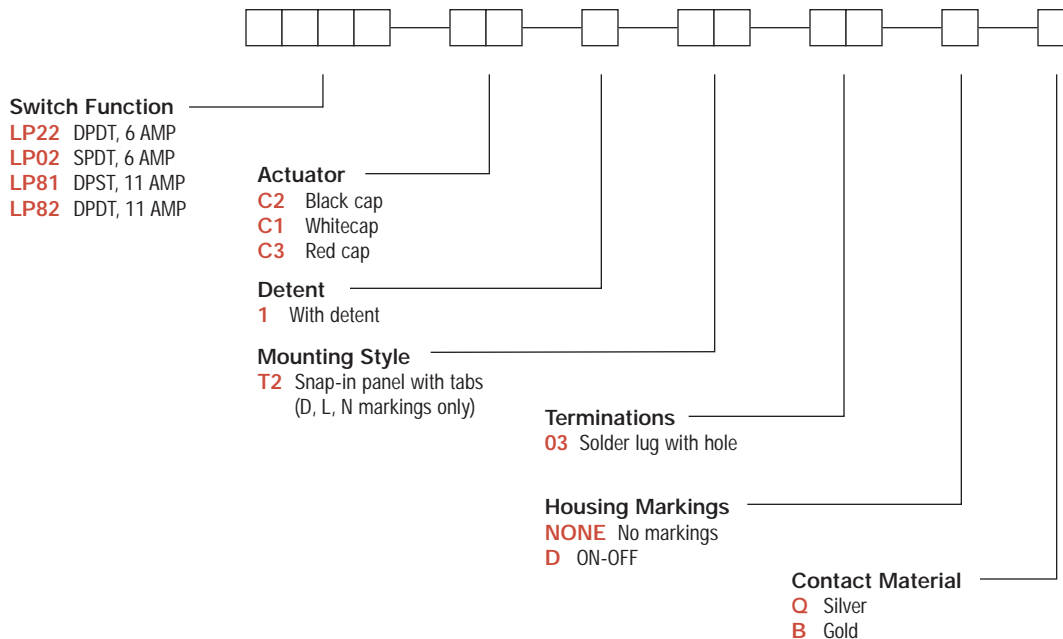 Switch Function
LP22 DPDT, 6 AMP
LP02 SPDT, 6 AMP
LP81 DPST, 11 AMP
LP82 DPDT, 11 AMP
Actuator
C2 Black cap
C1 Whitecap
C3 Red cap
Detent
1 With detent
Mounting Style
T2 Snap-in panel with tabs
(D, L, N markings only)
Terminations
03 Solder lug with hole
Housing Markings
NONE No markings
D ON-OFF
Contact Material
Q Silver
B Gold